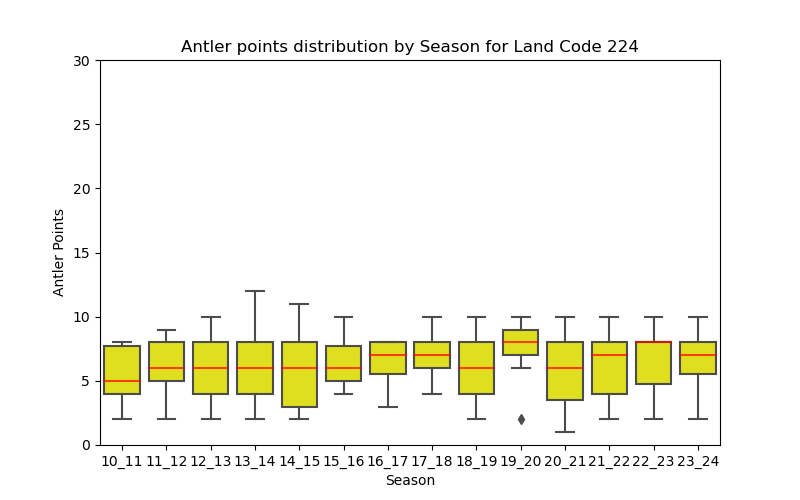 Antler points distribution by Season for Land Code 224
30
25
20
15
10
5
0
Antler Points
10_11 11_12 12_13 13_14 14_15 15_16 16_17 17_18 18_19 19_20 20_21 21_22 22_23 23_24
Season